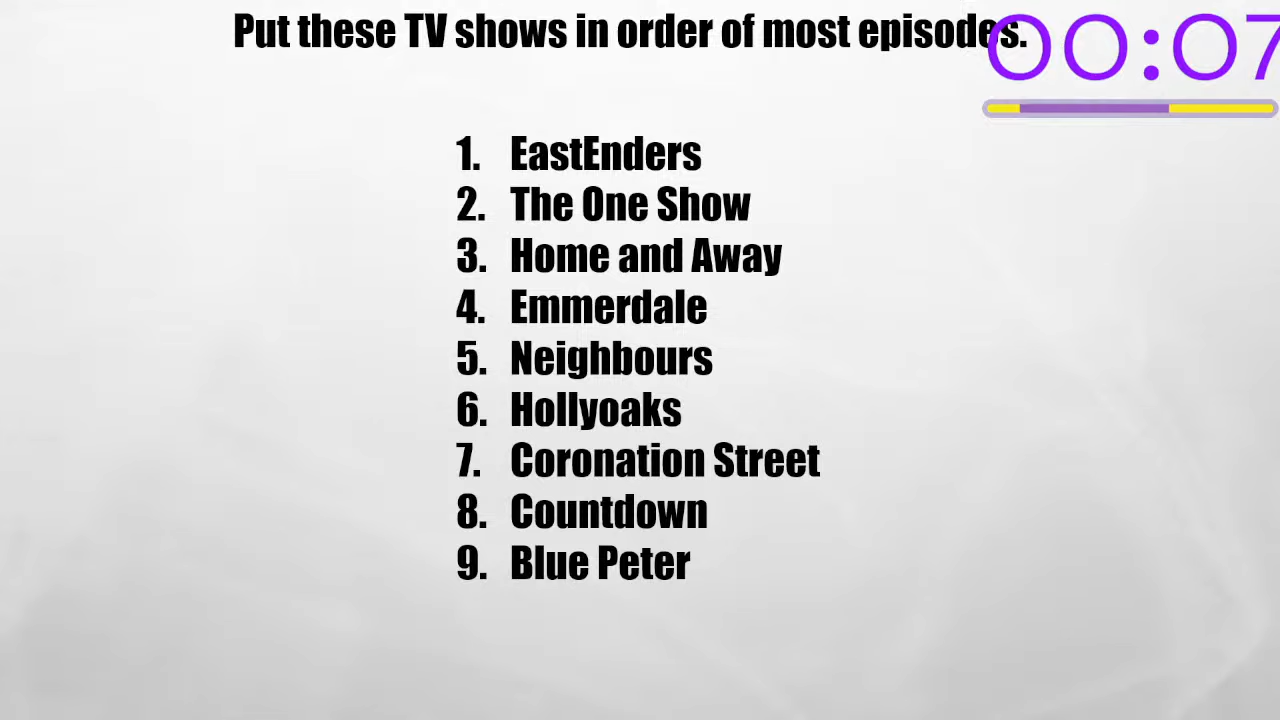 Put these TV shows in order of most episodes.
00:07
1. EastEnders
2. The One Show
3. Home and Away
4. Emmerdale
5. Neighbours
6. Hollyoaks
7. Coronation Street
8. Countdown
9. Blue Peter